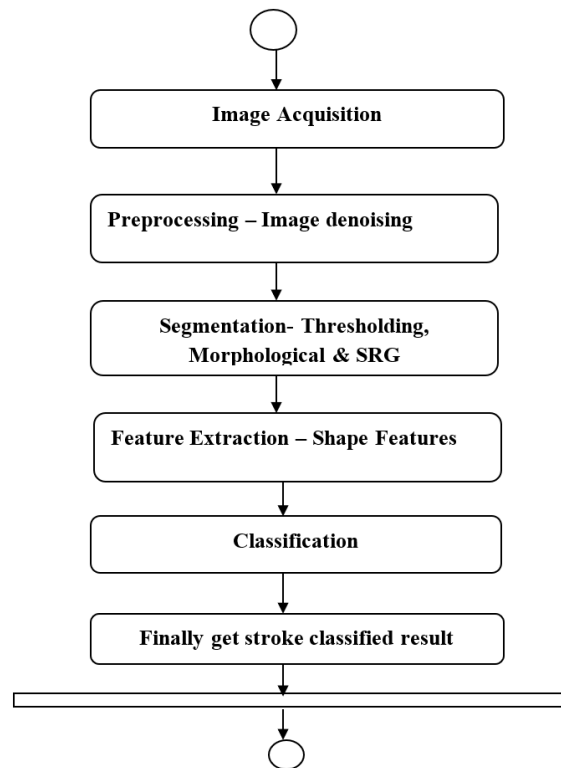 Image Acquisition
Preprocessing – Image denoising
Segmentation- Thresholding,
Morphological & SRG
Feature Extraction – Shape Features
Classification
Finally get stroke classified result